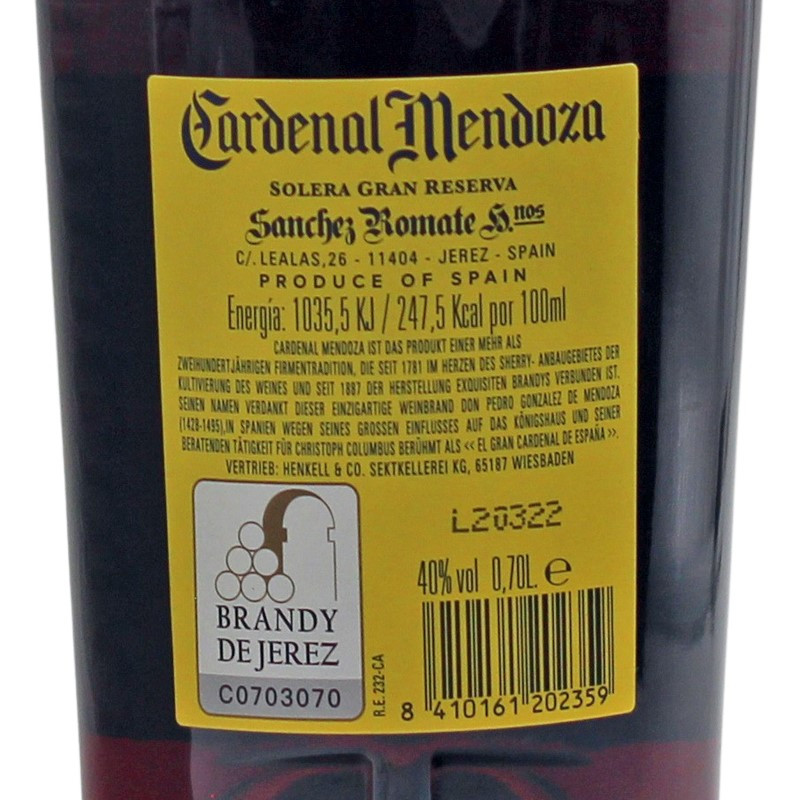 Cardenal Mendoza
SOLERA GRAN RESERVA
Sanchez Romate H.nos
C/. LEALAS,26 - 11404 - JEREZ - SPAIN
PRODUCE OF SPAIN
Energía: 1035,5 KJ / 247,5 Kcal por 100ml
CARDENAL MENDOZA IST DAS PRODUKT EINER MEHR ALS
ZWEIHUNDERTJÄHRIGEN FIRMENTRADITION, DIE SEIT 1781 IM HERZEN DES SHERRY- ANBAUGEBIETES DER
KULTIVIERUNG DES WEINES UND SEIT 1887 DER HERSTELLUNG EXQUISITEN BRANDYS VERBUNDEN IST.
SEINEN NAMEN VERDANKT DIESER EINZIGARTIGE WEINBRAND DON PEDRO GONZALEZ DE MENDOZA
(1428-1495),IN SPANIEN WEGEN SEINES GROSSEN EINFLUSSES AUF DAS KÖNIGSHAUS UND SEINER
BERATENDEN TÄTIGKEIT FÜR CHRISTOPH COLUMBUS BERÜHMT ALS << EL GRAN CARDENAL DE ESPAÑA >>.
VERTRIEB: HENKELL & CO. SEKTKELLEREI KG, 65187 WIESBADEN
L20322
40% vol 0,70L. e
BRANDY
DE JEREZ
C0703070
R.E. 232-CA
8 410161 202359